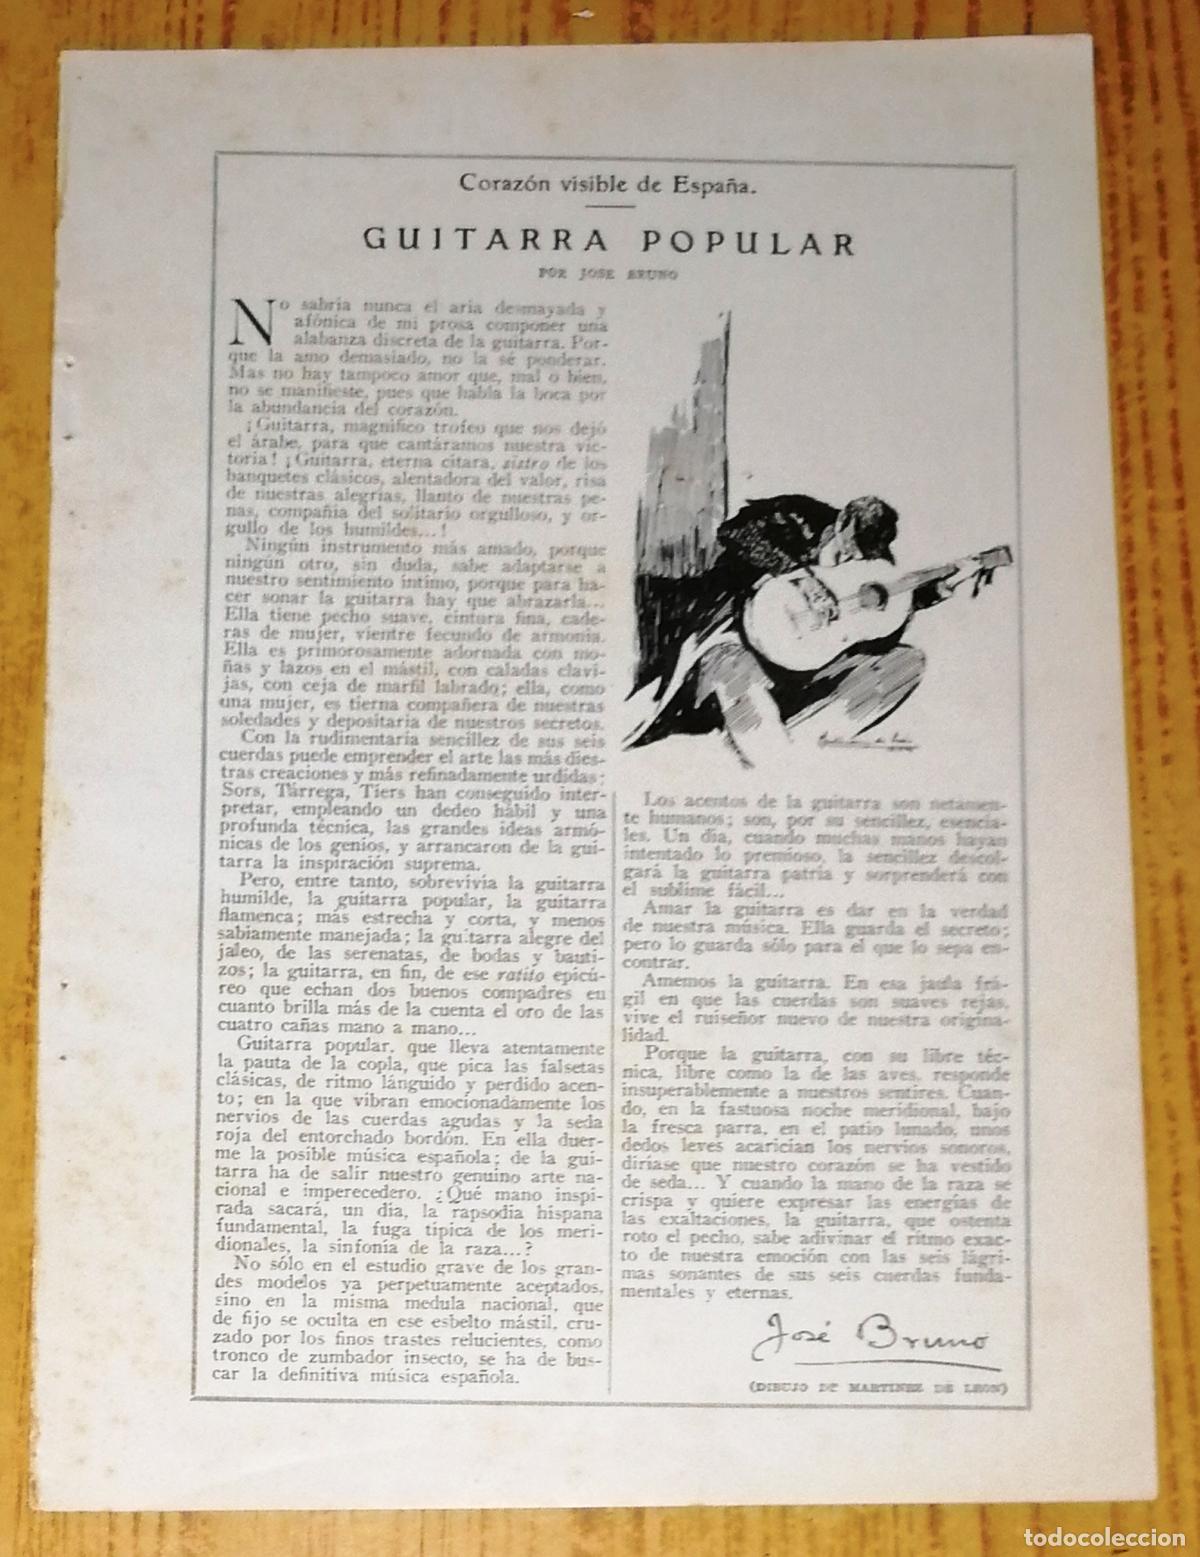 Corazón visible de España.
GUITARRA POPULAR
POR JOSE BRUNO
No sabría nunca el aria desmayada y
afónica de mi prosa componer una
alabanza discreta de la guitarra. Por-
que la amo demasiado, no la sé ponderar.
Mas no hay tampoco amor que, mal o bien,
no se manifieste, pues que habla la boca por
la abundancia del corazón.
¡Guitarra, magnífico trofeo que nos dejó
el árabe, para que cantáramos nuestra vic-
toria! ¡Guitarra, eterna cítara, sistro de los
banquetes clásicos, alentadora del valor, risa
de nuestras alegrías, llanto de nuestras pe-
nas, compañía del solitario orgulloso, y or-
gullo de los humildes...!
Ningún instrumento más amado, porque
ningún otro, sin duda, sabe adaptarse a
nuestro sentimiento íntimo, porque para ha-
cer sonar la guitarra hay que abrazarla...
Ella tiene pecho suave, cintura fina, cade-
ras de mujer, vientre fecundo de armonía.
Ella es primorosamente adornada con mo-
ñas y lazos en el mástil, con caladas clavi-
jas, con ceja de marfil labrado; ella, como
una mujer, es tierna compañera de nuestras
soledades y depositaria de nuestros secretos.
Con la rudimentaria sencillez de sus seis
cuerdas puede emprender el arte las más dies-
tras creaciones y más refinadamente urdidas;
Sors, Tárrega, Tiers han conseguido inter-
pretar, empleando un dedeo hábil y una
profunda técnica, las grandes ideas armó-
nicas de los genios, y arrancaron de la gui-
tarra la inspiración suprema.
Pero, entre tanto, sobrevivía la guitarra
humilde, la guitarra popular, la guitarra
flamenca; más estrecha y corta, y menos
sabiamente manejada; la guitarra alegre del
jaleo, de las serenatas, de bodas y bauti-
zos; la guitarra, en fin, de ese ratito epicú-
reo que echan dos buenos compadres en
cuanto brilla más de la cuenta el oro de las
cuatro cañas mano a mano...
Guitarra popular, que lleva atentamente
la pauta de la copla, que pica las falsetas
clásicas, de ritmo lánguido y perdido acen-
to; en la que vibran emocionadamente los
nervios de las cuerdas agudas y la seda
roja del entorchado bordón. En ella duer-
me la posible música española; de la gui-
tarra ha de salir nuestro genuino arte na-
cional e imperecedero. ¿Qué mano inspi-
rada sacará, un día, la rapsodia hispana
fundamental, la fuga típica de los meri-
dionales, la sinfonía de la raza...?
No sólo en el estudio grave de los gran-
des modelos ya perpetuamente aceptados,
sino en la misma medula nacional, que
de fijo se oculta en ese esbelto mástil, cru-
zado por los finos trastes relucientes, como
tronco de zumbador insecto, se ha de bus-
car la definitiva música española.
Los acentos de la guitarra son netamen-
te humanos; son, por su sencillez, esencia-
les. Un día, cuando muchas manos hayan
intentado lo premioso, la sencillez descol-
gará la guitarra patria y sorprenderá con
el sublime fácil...
Amar la guitarra es dar en la verdad
de nuestra música. Ella guarda el secreto;
pero lo guarda sólo para el que lo sepa en-
contrar.
Amemos la guitarra. En esa jaula frá-
gil en que las cuerdas son suaves rejas,
vive el ruiseñor nuevo de nuestra origina-
lidad.
Porque la guitarra, con su libre téc-
nica, libre como la de las aves, responde
insuperablemente a nuestros sentires. Cuan-
do, en la fastuosa noche meridional, bajo
la fresca parra, en el patio lunado, unos
dedos leves acarician los nervios sonoros,
diríase que nuestro corazón se ha vestido
de seda... Y cuando la mano de la raza se
crispa y quiere expresar las energías de
las exaltaciones, la guitarra, que ostenta
roto el pecho, sabe adivinar el ritmo exac-
to de nuestra emoción con las seis lágri-
mas sonantes de sus seis cuerdas funda-
mentales y eternas.
José Bruno
(DIBUJO DE MARTINEZ DE LEON)
todocoleccion